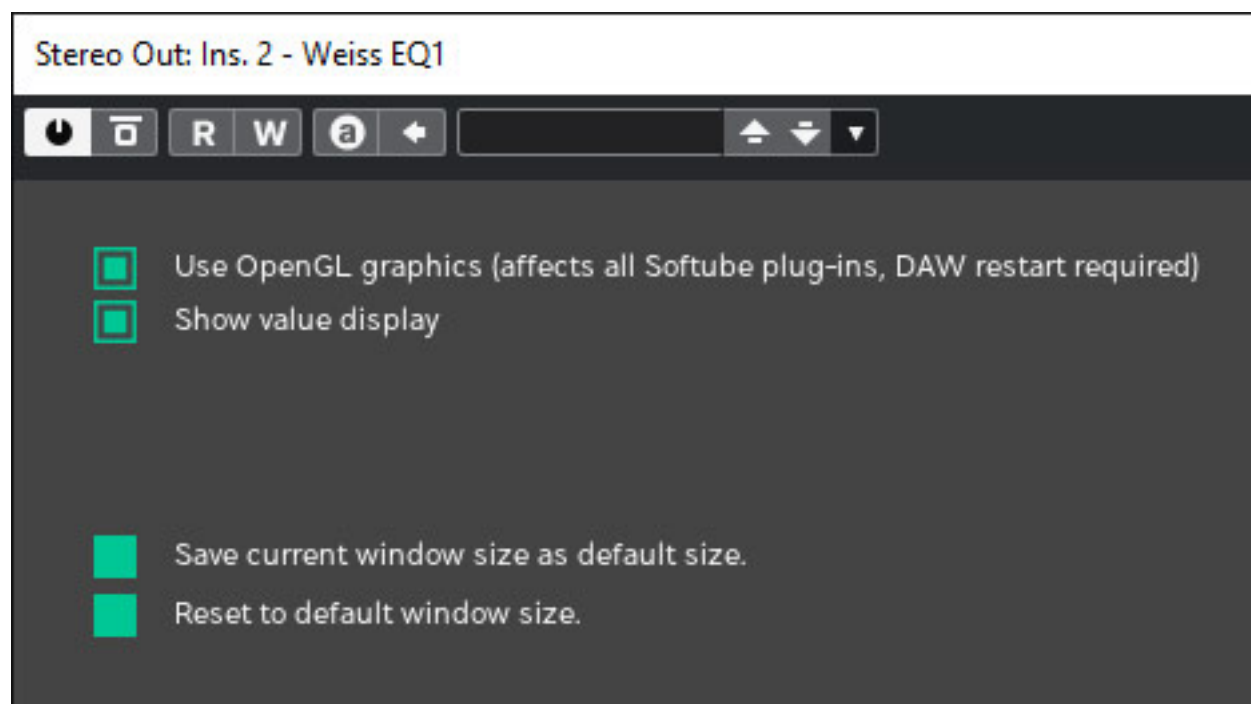 Stereo Out: Ins. 2 - Weiss EQ1
R W a
Use OpenGL graphics (affects all Softube plug-ins, DAW restart required)
Show value display
Save current window size as default size.
Reset to default window size.